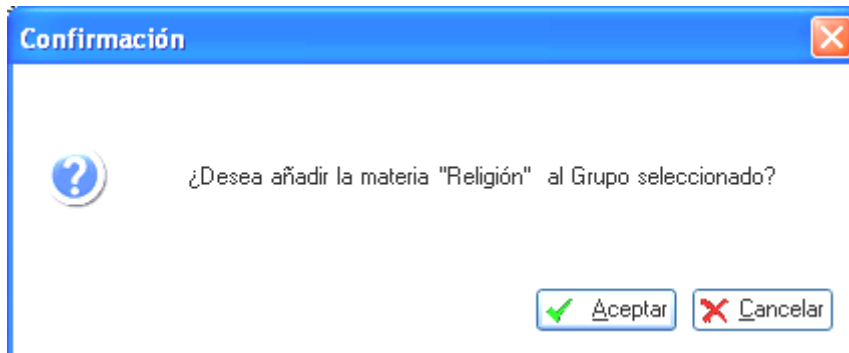 Confirmación
¿Desea añadir la materia "Religión" al Grupo seleccionado?
Aceptar
Cancelar